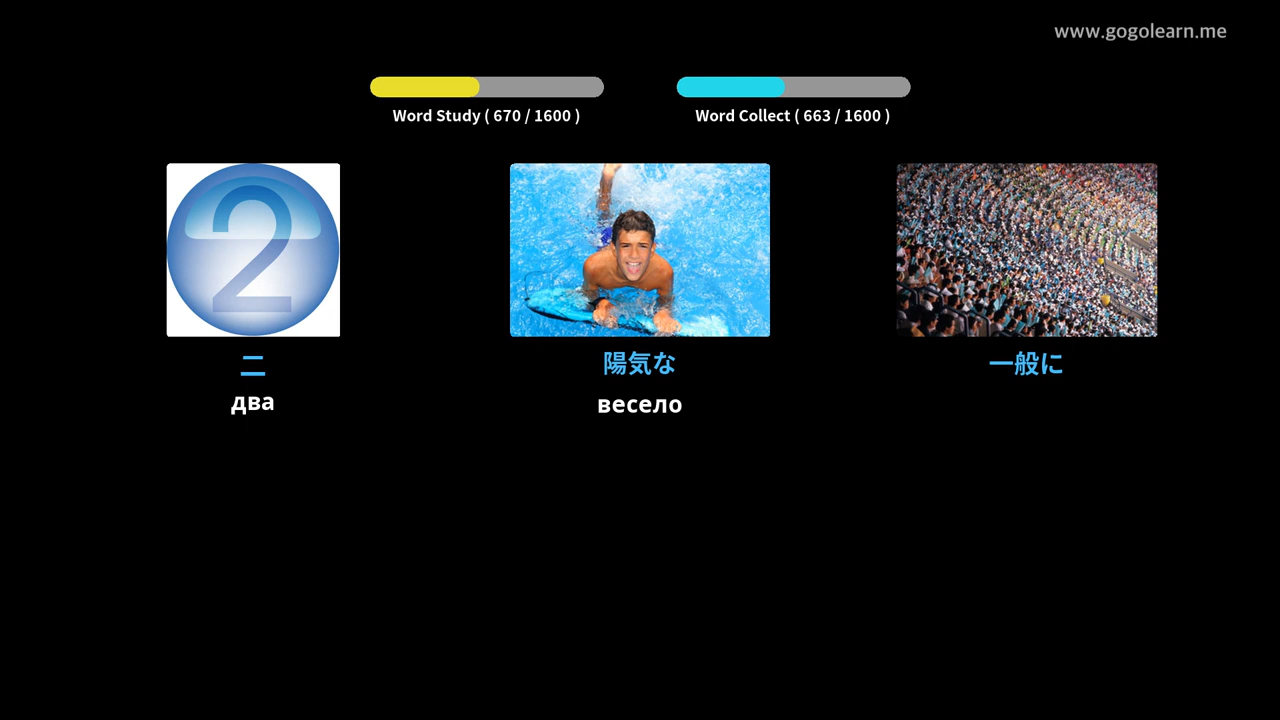 www.gogolearn.me
Word Study ( 670 / 1600 )
Word Collect ( 663 / 1600 )
2
二
陽気な
一般に
два
весело